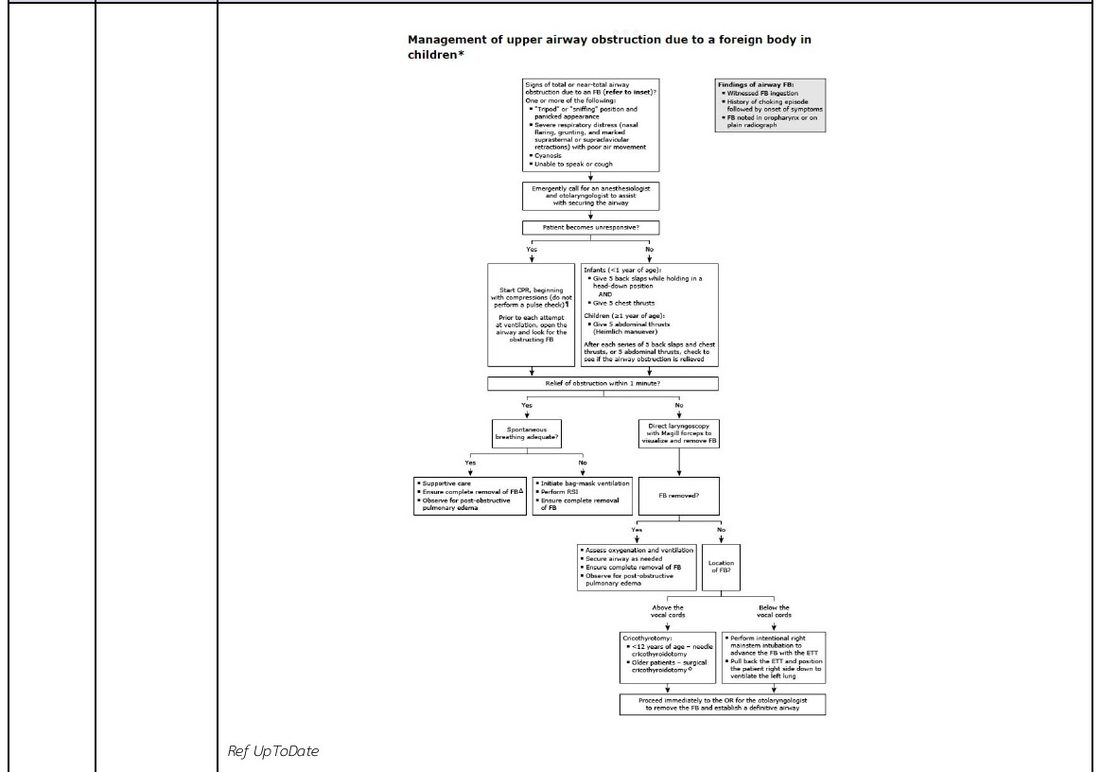 Management of upper airway obstruction due to a foreign body in
children*
Signs of total or near-total airway
obstruction due to an FB (refer to inset)?
One or more of the following:
▪ "Tripod" or "sniffing" position and
panicked appearance
▪ Severe respiratory distress (nasal
flaring, grunting, and marked
suprasternal or supraclavicular
retractions) with poor air movement
▪ Cyanosis
▪ Unable to speak or cough
Findings of airway FB:
▪ Witnessed FB ingestion
▪ History of choking episode
followed by onset of symptoms
▪ FB noted in oropharynx or on
plain radiograph
Emergently call for an anesthesiologist
and otolaryngologist to assist
with securing the airway
Patient becomes unresponsive?
Yes
No
Start CPR, beginning
with compressions (do not
perform a pulse check)¶
Prior to each attempt
at ventilation, open the
airway and look for the
obstructing FB
Infants (<1 year of age):
▪ Give 5 back slaps while holding in a
head-down position
AND
▪ Give 5 chest thrusts
Children (≥1 year of age):
▪ Give 5 abdominal thrusts
(Heimlich manuever)
After each series of 5 back slaps and chest
thrusts, or 5 abdominal thrusts, check to
see if the airway obstruction is relieved
Relief of obstruction within 1 minute?
Yes
No
Spontaneous
breathing adequate?
Direct laryngoscopy
with Magill forceps to
visualize and remove FB
Yes
No
▪ Supportive care
▪ Ensure complete removal of FBΔ
▪ Observe for post-obstructive
pulmonary edema
▪ Initiate bag-mask ventilation
▪ Perform RSI
▪ Ensure complete removal
of FB
FB removed?
Yes
No
▪ Assess oxygenation and ventilation
▪ Secure airway as needed
▪ Ensure complete removal of FB
▪ Observe for post-obstructive
pulmonary edema
Location
of FB?
Above the
vocal cords
Below the
vocal cords
Cricothyrotomy:
▪ <12 years of age – needle
cricothyroidotomy
▪ Older patients – surgical
cricothyroidotomy◊
▪ Perform intentional right
mainstem intubation to
advance the FB with the ETT
▪ Pull back the ETT and position
the patient right side down to
ventilate the left lung
Proceed immediately to the OR for the otolaryngologist
to remove the FB and establish a definitive airway
Ref UpToDate